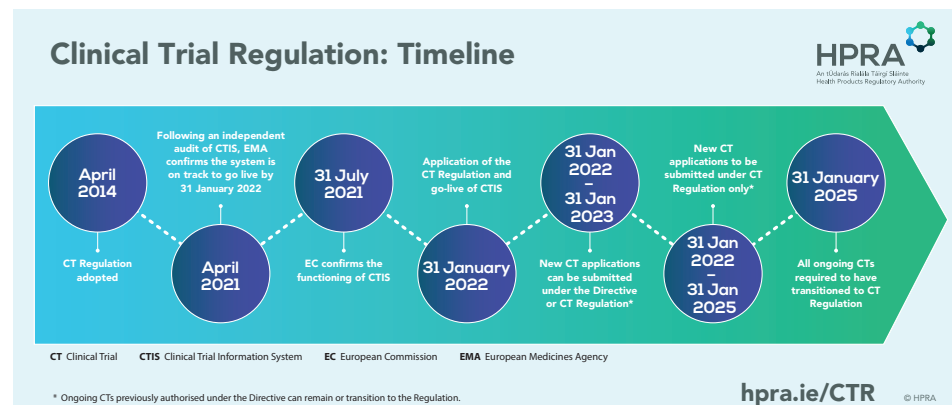 Clinical Trial Regulation: Timeline
HPRA
An tÚdarás Rialála Táirgí Sláinte
Health Products Regulatory Authority
April
2014
CT Regulation
adopted
Following an independent
audit of CTIS, EMA
confirms the system is
on track to go live by
31 January 2022
April
2021
31 July
2021
EC confirms the
functioning of CTIS
Application of the
CT Regulation and
go-live of CTIS
31 January
2022
31 Jan
2022
–
31 Jan
2023
New CT applications
can be submitted
under the Directive
or CT Regulation*
New CT
applications to be
submitted under CT
Regulation only*
31 Jan
2022
–
31 Jan
2025
31 January
2025
All ongoing CTs
required to have
transitioned to CT
Regulation
CT Clinical Trial CTIS Clinical Trial Information System EC European Commission EMA European Medicines Agency
* Ongoing CTs previously authorised under the Directive can remain or transition to the Regulation.
hpra.ie/CTR
© HPRA